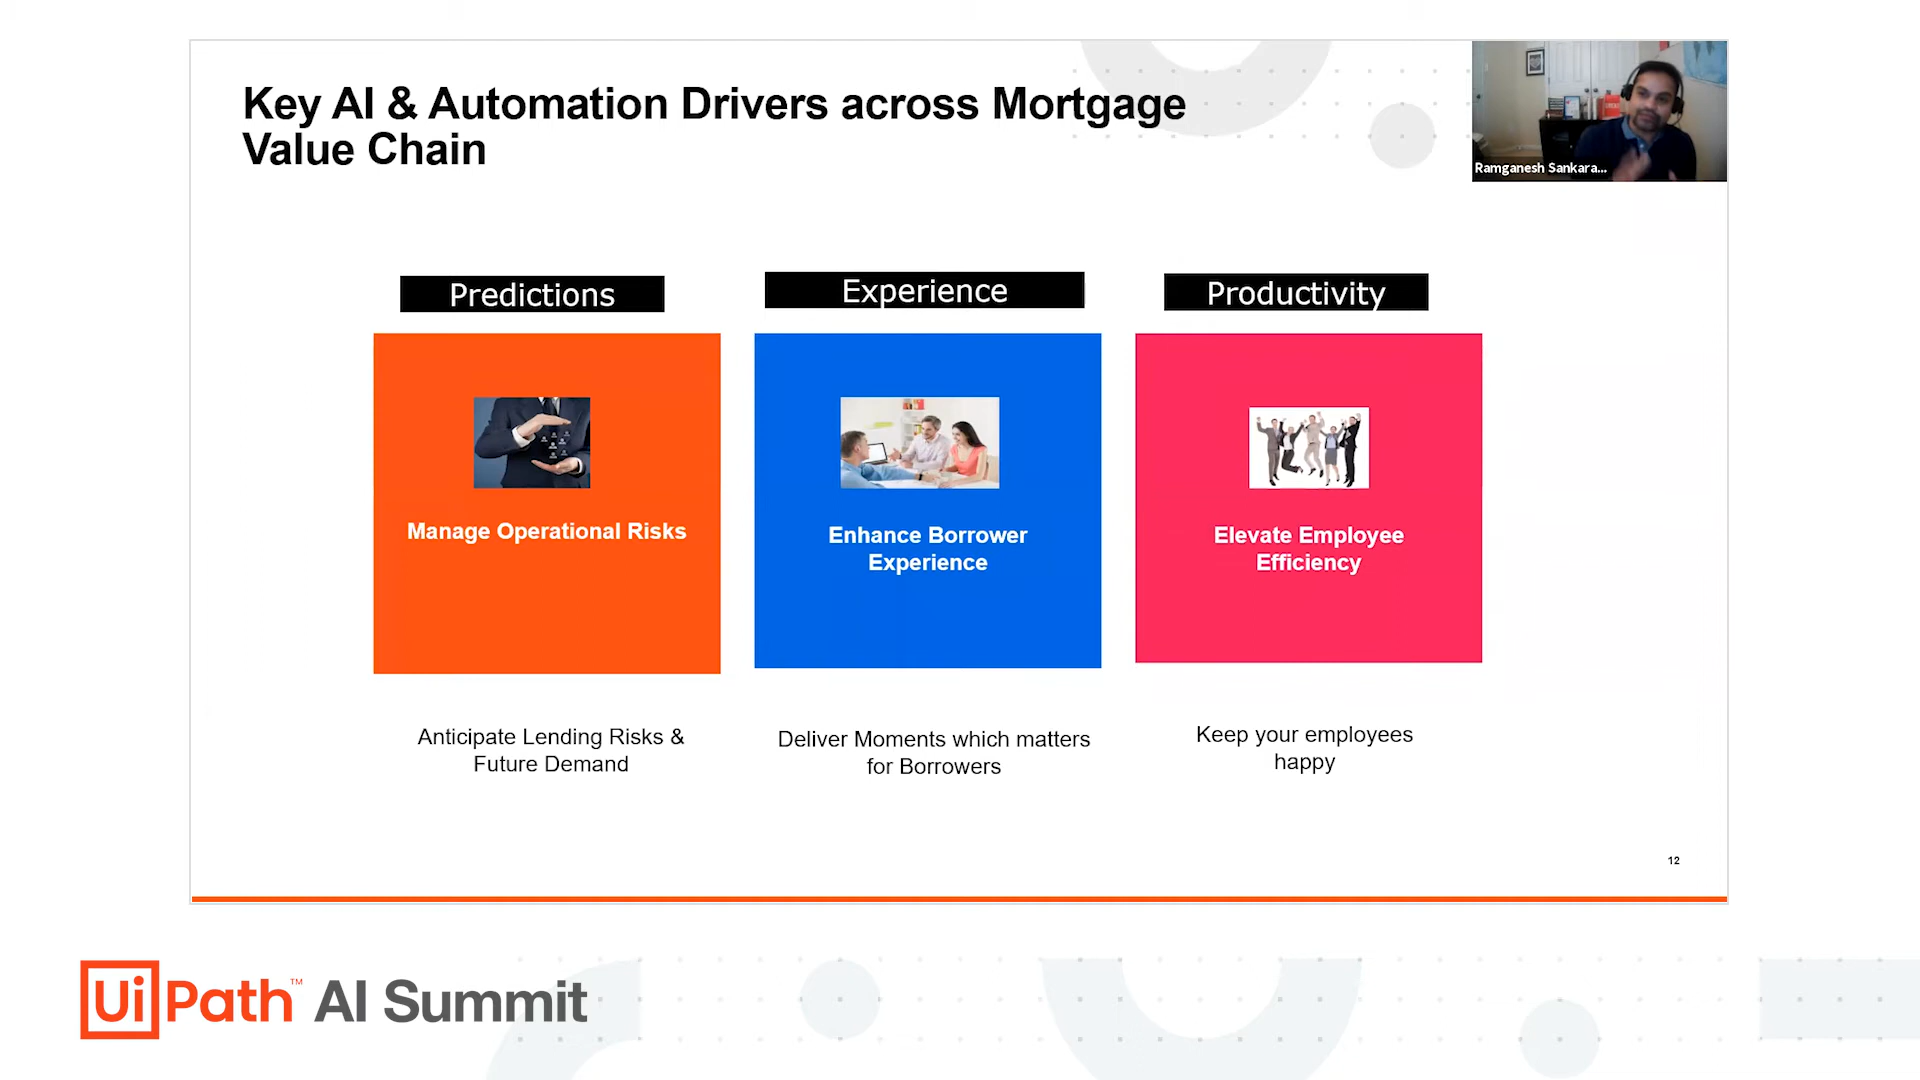 Key AI & Automation Drivers across Mortgage
Value Chain
Ramganesh Sankara...
Predictions
Experience
Productivity
Manage Operational Risks
Enhance Borrower
Experience
Elevate Employee
Efficiency
Anticipate Lending Risks &
Future Demand
Deliver Moments which matters
for Borrowers
Keep your employees
happy
12
UiPath™ AI Summit